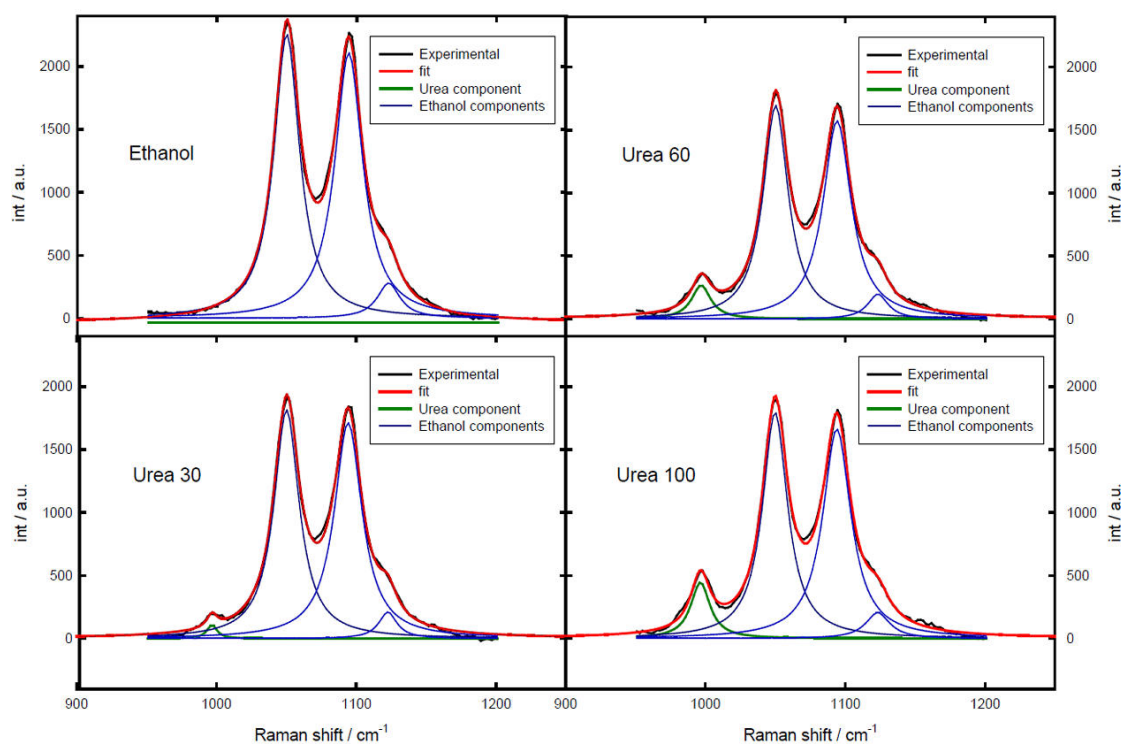 Experimental
fit
Urea component
Ethanol components
Ethanol
int / a.u.
2000
1500
1000
500
0
Experimental
fit
Urea component
Ethanol components
Urea 60
int / a.u.
2000
1500
1000
500
0
Experimental
fit
Urea component
Ethanol components
Urea 30
int / a.u.
2000
1500
1000
500
0
900
1000
1100
1200
Raman shift / cm⁻¹
Experimental
fit
Urea component
Ethanol components
Urea 100
int / a.u.
2000
1500
1000
500
0
900
1000
1100
1200
Raman shift / cm⁻¹